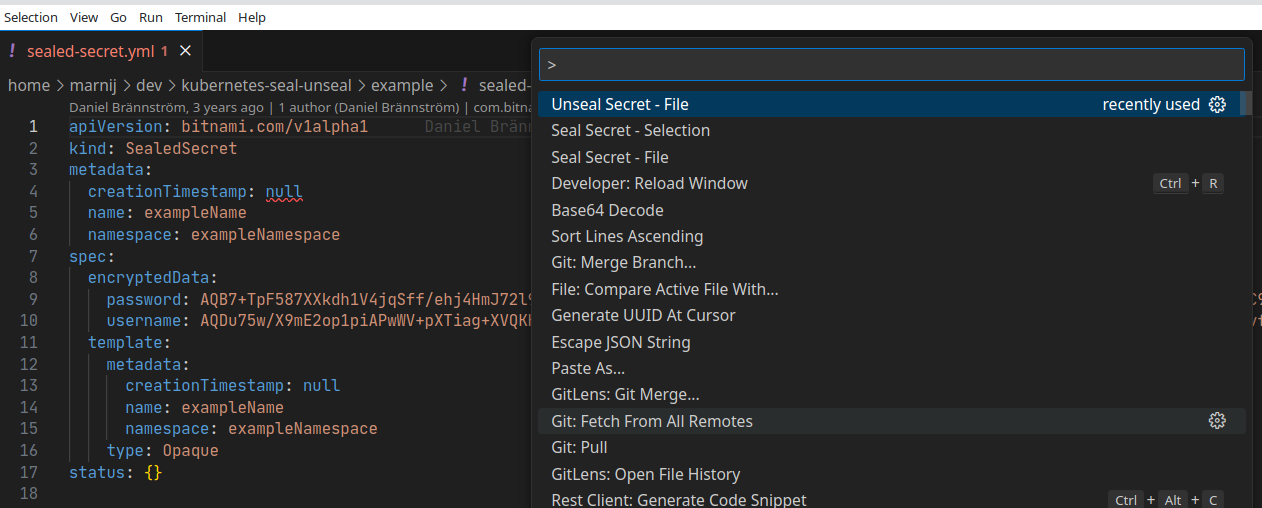 Selection View Go Run Terminal Help
! sealed-secret.yml 1
home > marnij > dev > kubernetes-seal-unseal > example > ! sealed-
Daniel Brännström, 3 years ago | 1 author (Daniel Brännström) | com.bitna
1 apiVersion: bitnami.com/v1alpha1 Daniel Bränn
2 kind: SealedSecret
3 metadata:
4 creationTimestamp: null
5 name: exampleName
6 namespace: exampleNamespace
7 spec:
8 encryptedData:
9 password: AQB7+TpF587XXkdh1V4jqSff/ehj4HmJ72l9
10 username: AQDu75w/X9mE2op1piAPwWV+pXTiag+XVQKH
11 template:
12 metadata:
13 creationTimestamp: null
14 name: exampleName
15 namespace: exampleNamespace
16 type: Opaque
17 status: {}
18
>
Unseal Secret - File recently used
Seal Secret - Selection
Seal Secret - File
Developer: Reload Window Ctrl + R
Base64 Decode
Sort Lines Ascending
Git: Merge Branch...
File: Compare Active File With...
Generate UUID At Cursor
Escape JSON String
Paste As...
GitLens: Git Merge...
Git: Fetch From All Remotes
Git: Pull
GitLens: Open File History
Rest Client: Generate Code Snippet Ctrl + Alt + C